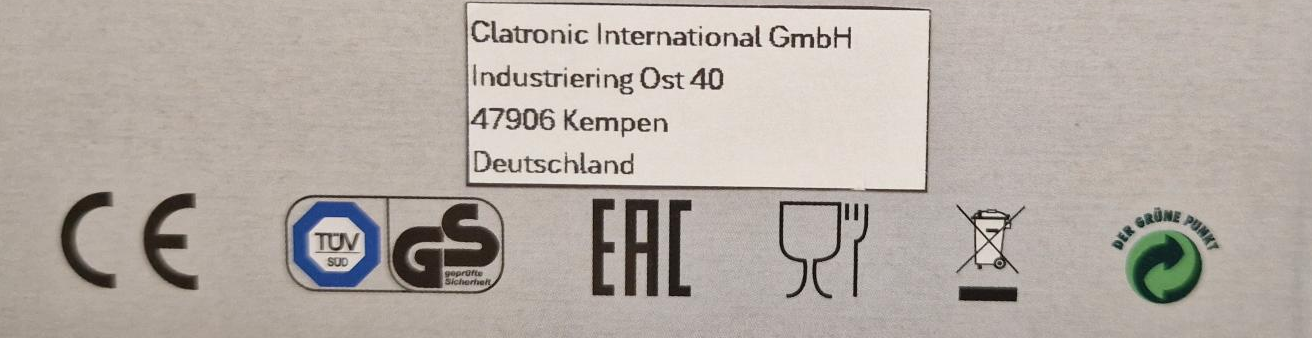 Clatronic International GmbH
Industriering Ost 40
47906 Kempen
Deutschland
CE
TÜV
SÜD
GS
geprüfte
Sicherheit
EAC
DER GRÜNE PUNKT